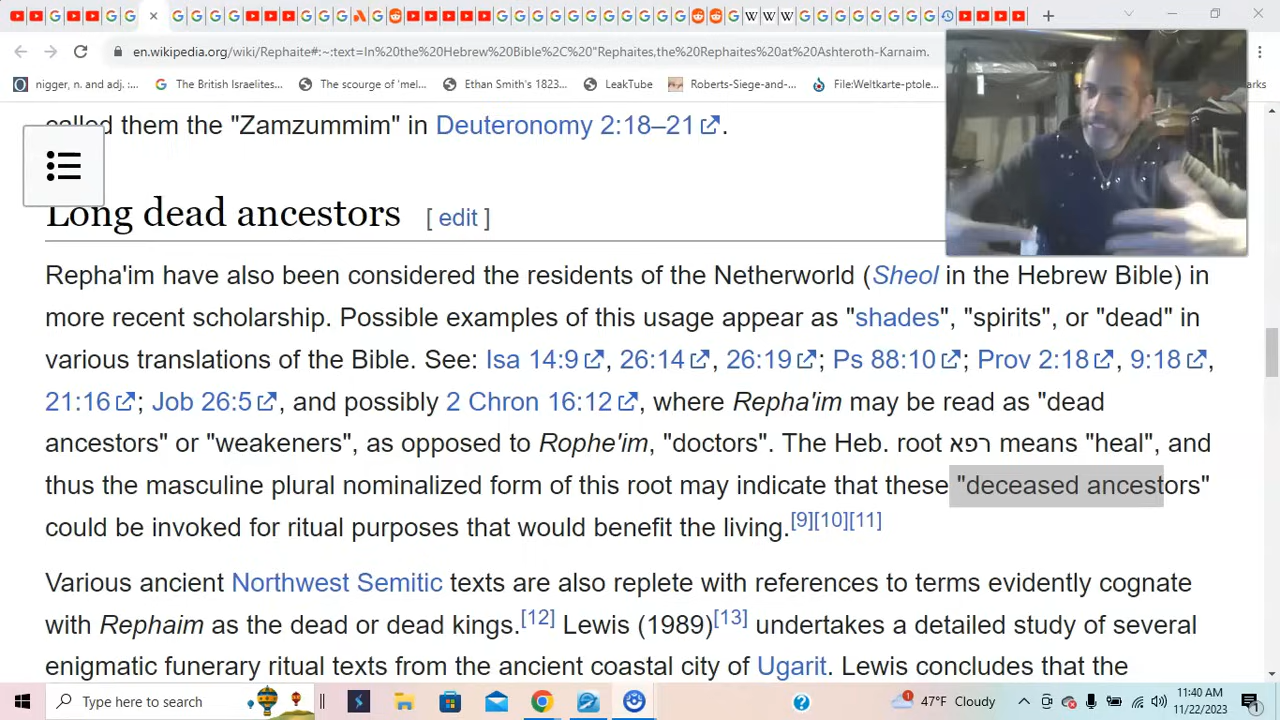 en.wikipedia.org/wiki/Rephaite#:~:text=In%20the%20Hebrew%20Bible%2C%20"Rephaites,the%20Rephaites%20at%20Ashteroth-Karnaim.
nigger, n. and adj. :... The British Israelites... The scourge of 'mel... Ethan Smith's 1823... LeakTube Roberts-Siege-and-... File:Weltkarte-ptole...
called them the "Zamzummim" in Deuteronomy 2:18–21.
Long dead ancestors [ edit ]
Repha'im have also been considered the residents of the Netherworld (Sheol in the Hebrew Bible) in
more recent scholarship. Possible examples of this usage appear as "shades", "spirits", or "dead" in
various translations of the Bible. See: Isa 14:9, 26:14, 26:19; Ps 88:10; Prov 2:18, 9:18,
21:16; Job 26:5, and possibly 2 Chron 16:12, where Repha'im may be read as "dead
ancestors" or "weakeners", as opposed to Rophe'im, "doctors". The Heb. root רפא means "heal", and
thus the masculine plural nominalized form of this root may indicate that these "deceased ancestors"
could be invoked for ritual purposes that would benefit the living.[9][10][11]
Various ancient Northwest Semitic texts are also replete with references to terms evidently cognate
with Rephaim as the dead or dead kings.[12] Lewis (1989)[13] undertakes a detailed study of several
enigmatic funerary ritual texts from the ancient coastal city of Ugarit. Lewis concludes that the
Type here to search
47°F Cloudy
11:40 AM
11/22/2023